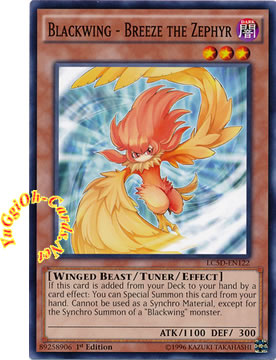 BLACKWING - BREEZE THE ZEPHYR
DARK
闇
YuGgiOh-Cards.Net
LC5D-EN122
[WINGED BEAST/TUNER/EFFECT]
If this card is added from your Deck to your hand by a
card effect: You can Special Summon this card from your
hand. Cannot be used as a Synchro Material, except for
the Synchro Summon of a "Blackwing" monster.
ATK/1100 DEF/ 300
89258906 1st Edition ©1996 KAZUKI TAKAHASHI